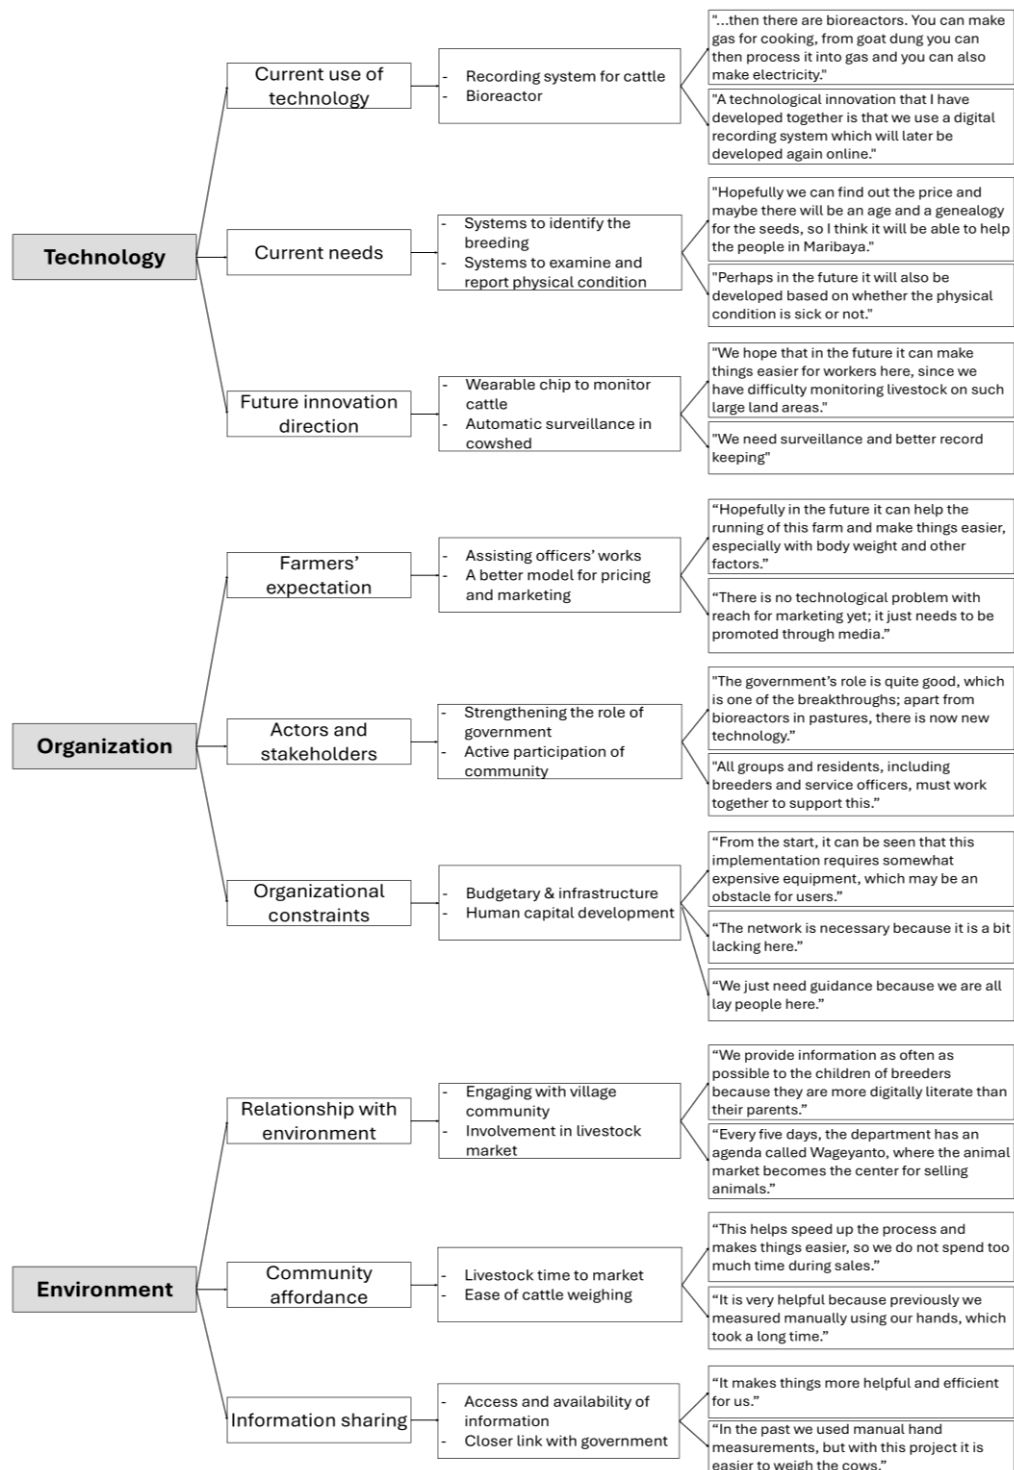 Technology
Current use of
technology
- Recording system for cattle
- Bioreactor
"...then there are bioreactors. You can make
gas for cooking, from goat dung you can
then process it into gas and you can also
make electricity."
"A technological innovation that I have
developed together is that we use a digital
recording system which will later be
developed again online."
Current needs
- Systems to identify the
breeding
- Systems to examine and
report physical condition
"Hopefully we can find out the price and
maybe there will be an age and a genealogy
for the seeds, so I think it will be able to help
the people in Maribaya."
"Perhaps in the future it will also be
developed based on whether the physical
condition is sick or not."
Future innovation
direction
- Wearable chip to monitor
cattle
- Automatic surveillance in
cowshed
"We hope that in the future it can make
things easier for workers here, since we
have difficulty monitoring livestock on such
large land areas."
"We need surveillance and better record
keeping"
Organization
Farmers’
expectation
- Assisting officers’ works
- A better model for pricing
and marketing
“Hopefully in the future it can help the
running of this farm and make things easier,
especially with body weight and other
factors.”
“There is no technological problem with
reach for marketing yet; it just needs to be
promoted through media.”
Actors and
stakeholders
- Strengthening the role of
government
- Active participation of
community
"The government’s role is quite good, which
is one of the breakthroughs; apart from
bioreactors in pastures, there is now new
technology.”
"All groups and residents, including
breeders and service officers, must work
together to support this.”
Organizational
constraints
- Budgetary & infrastructure
- Human capital development
“From the start, it can be seen that this
implementation requires somewhat
expensive equipment, which may be an
obstacle for users.”
“The network is necessary because it is a bit
lacking here.”
“We just need guidance because we are all
lay people here.”
Environment
Relationship with
environment
- Engaging with village
community
- Involvement in livestock
market
“We provide information as often as
possible to the children of breeders
because they are more digitally literate than
their parents.”
“Every five days, the department has an
agenda called Wageyanto, where the animal
market becomes the center for selling
animals.”
Community
affordance
- Livestock time to market
- Ease of cattle weighing
“This helps speed up the process and
makes things easier, so we do not spend too
much time during sales.”
“It is very helpful because previously we
measured manually using our hands, which
took a long time.”
Information sharing
- Access and availability of
information
- Closer link with government
“It makes things more helpful and efficient
for us.”
“In the past we used manual hand
measurements, but with this project it is
easier to weigh the cows.”